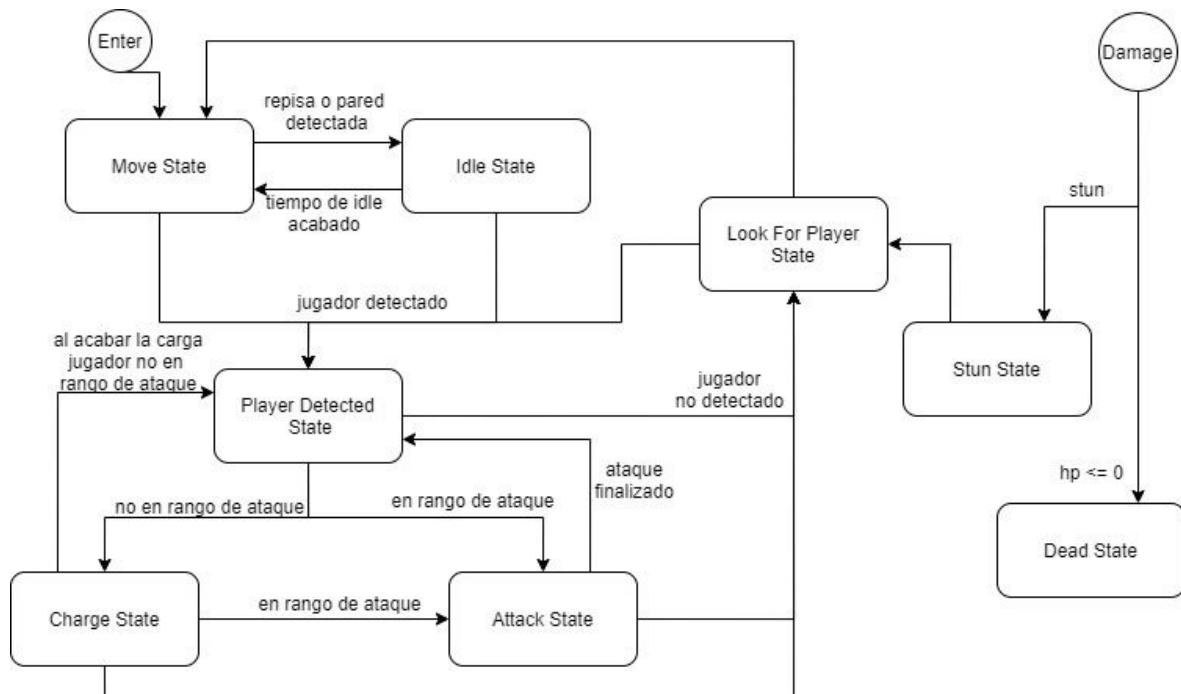 Enter
Damage
repisa o pared
detectada
Move State
Idle State
tiempo de idle
acabado
stun
Look For Player
State
jugador detectado
al acabar la carga
jugador no en
rango de ataque
Stun State
Player Detected
State
jugador
no detectado
ataque
finalizado
hp <= 0
no en rango de ataque
en rango de ataque
Dead State
Charge State
en rango de ataque
Attack State